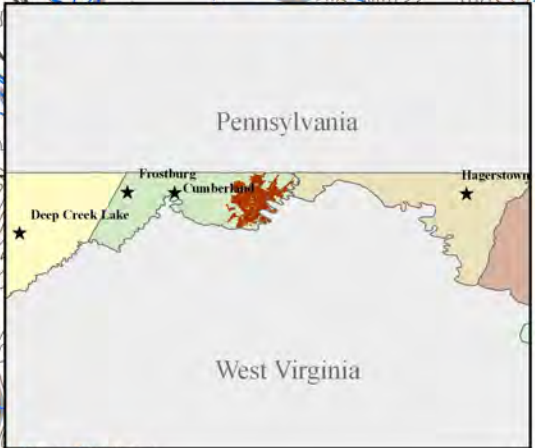 Pennsylvania
Frostburg
Hagerstown
Cumberland
Deep Creek Lake
West Virginia